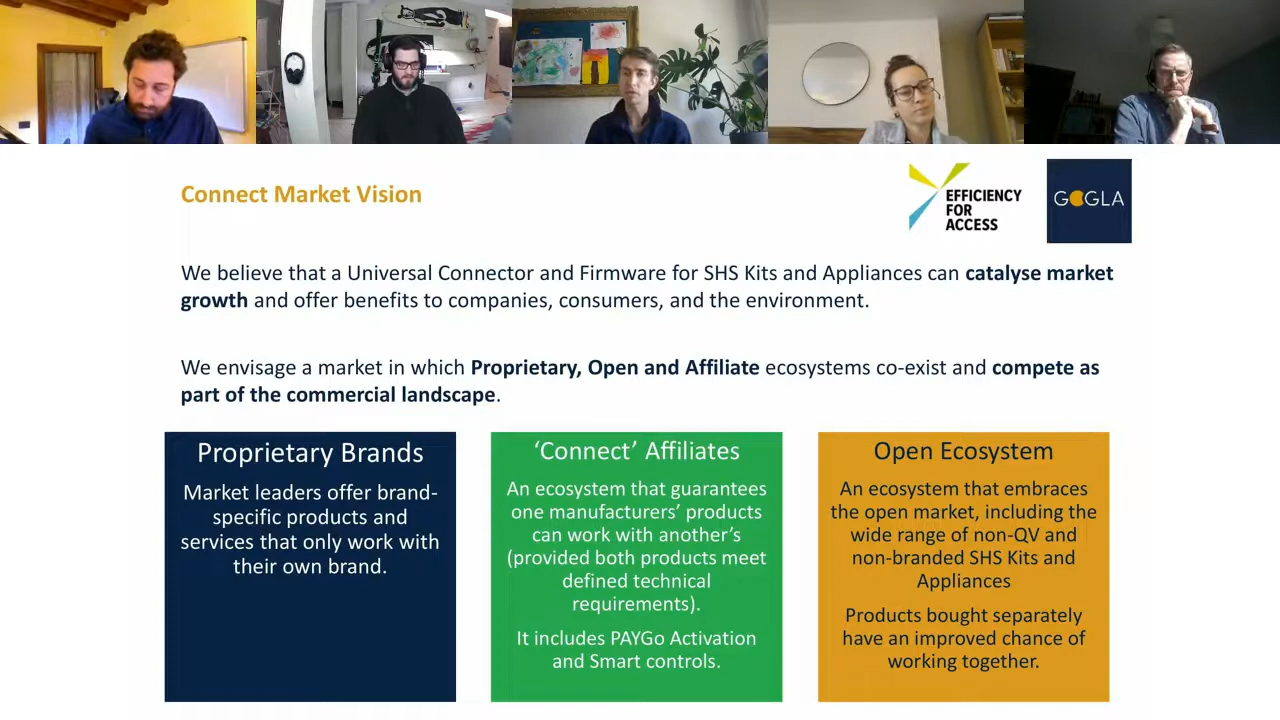 Connect Market Vision
EFFICIENCY
FOR
ACCESS
GOGLA
We believe that a Universal Connector and Firmware for SHS Kits and Appliances can catalyse market
growth and offer benefits to companies, consumers, and the environment.
We envisage a market in which Proprietary, Open and Affiliate ecosystems co-exist and compete as
part of the commercial landscape.
Proprietary Brands
Market leaders offer brand-
specific products and
services that only work with
their own brand.
‘Connect’ Affiliates
An ecosystem that guarantees
one manufacturers’ products
can work with another’s
(provided both products meet
defined technical
requirements).
It includes PAYGo Activation
and Smart controls.
Open Ecosystem
An ecosystem that embraces
the open market, including the
wide range of non-QV and
non-branded SHS Kits and
Appliances
Products bought separately
have an improved chance of
working together.